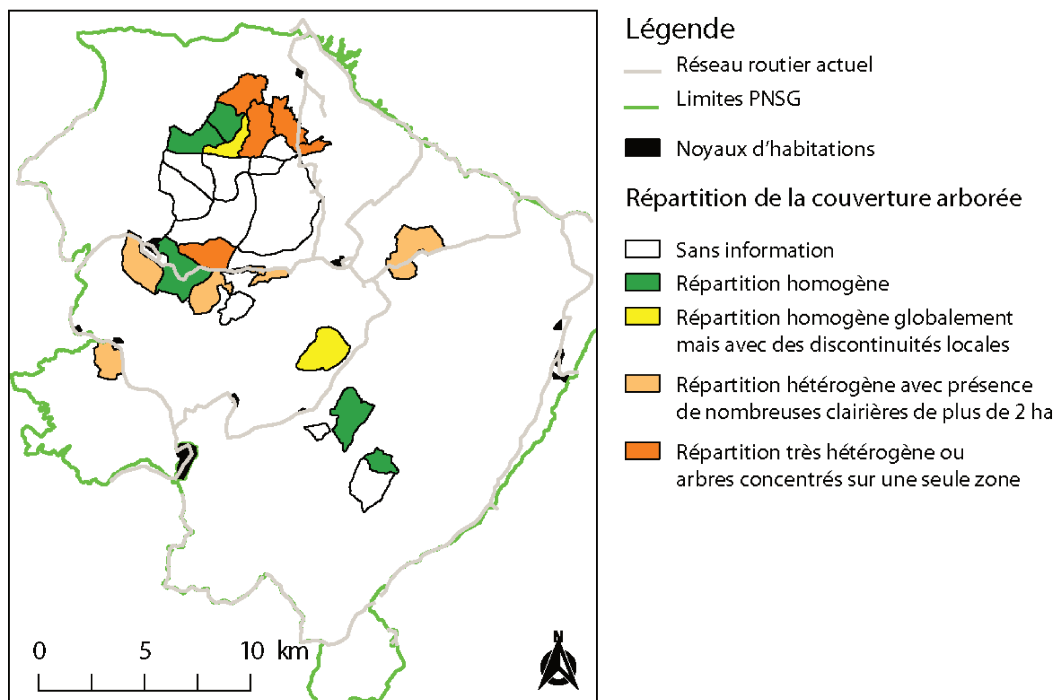 Légende
Réseau routier actuel
Limites PNSG
Noyaux d'habitations
Répartition de la couverture arborée
Sans information
Répartition homogène
Répartition homogène globalement
mais avec des discontinuités locales
Répartition hétérogène avec présence
de nombreuses clairières de plus de 2 ha
Répartition très hétérogène ou
arbres concentrés sur une seule zone
0 5 10 km
N